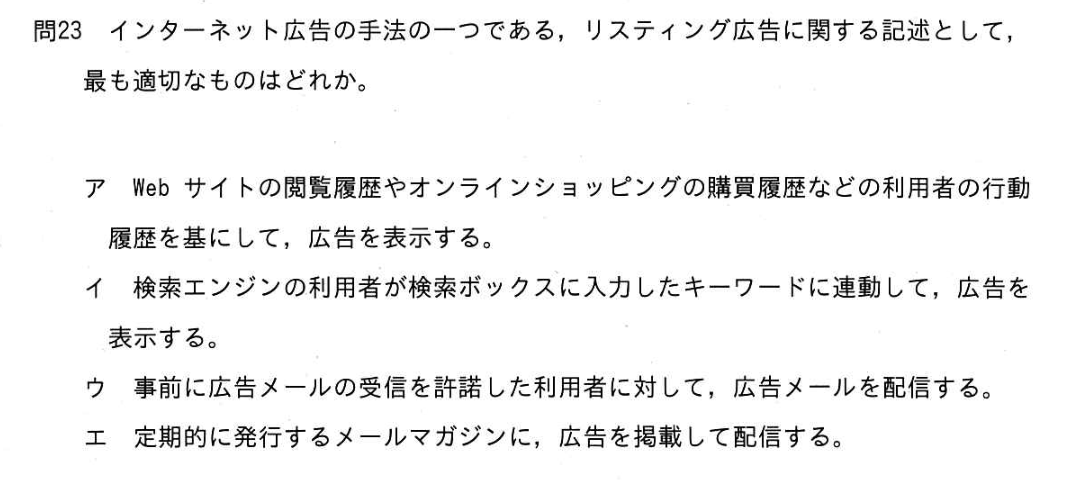 問23　インターネット広告の手法の一つである，リスティング広告に関する記述として，
最も適切なものはどれか。
ア　Web サイトの閲覧履歴やオンラインショッピングの購買履歴などの利用者の行動
履歴を基にして，広告を表示する。
イ　検索エンジンの利用者が検索ボックスに入力したキーワードに連動して，広告を
表示する。
ウ　事前に広告メールの受信を許諾した利用者に対して，広告メールを配信する。
エ　定期的に発行するメールマガジンに，広告を掲載して配信する。